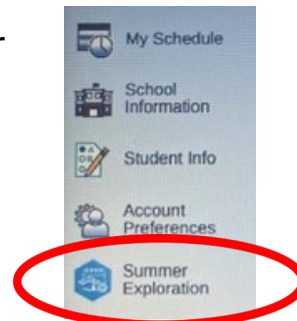 r
My Schedule
School
Information
Student Info
Account
Preferences
Summer
Exploration